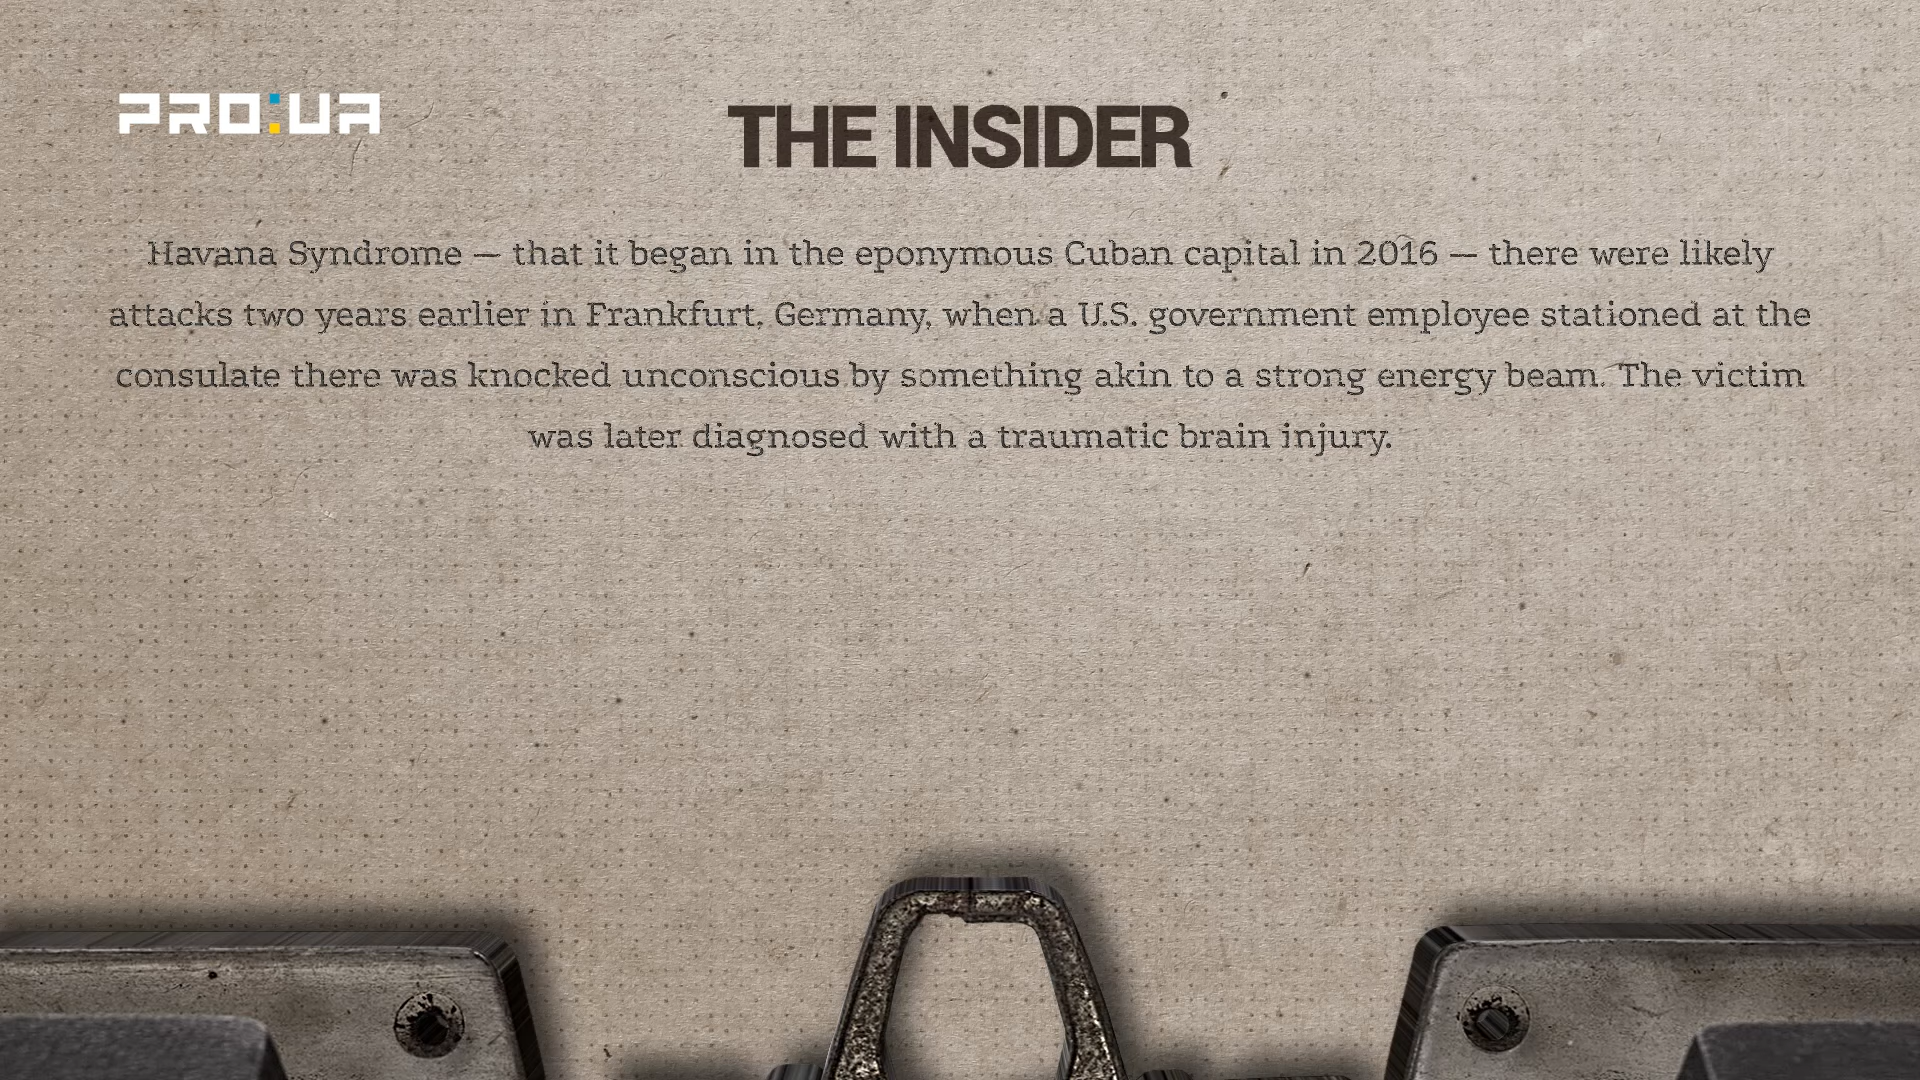 PRO:UA
THE INSIDER
Havana Syndrome — that it began in the eponymous Cuban capital in 2016 — there were likely
attacks two years earlier in Frankfurt, Germany, when a U.S. government employee stationed at the
consulate there was knocked unconscious by something akin to a strong energy beam. The victim
was later diagnosed with a traumatic brain injury.